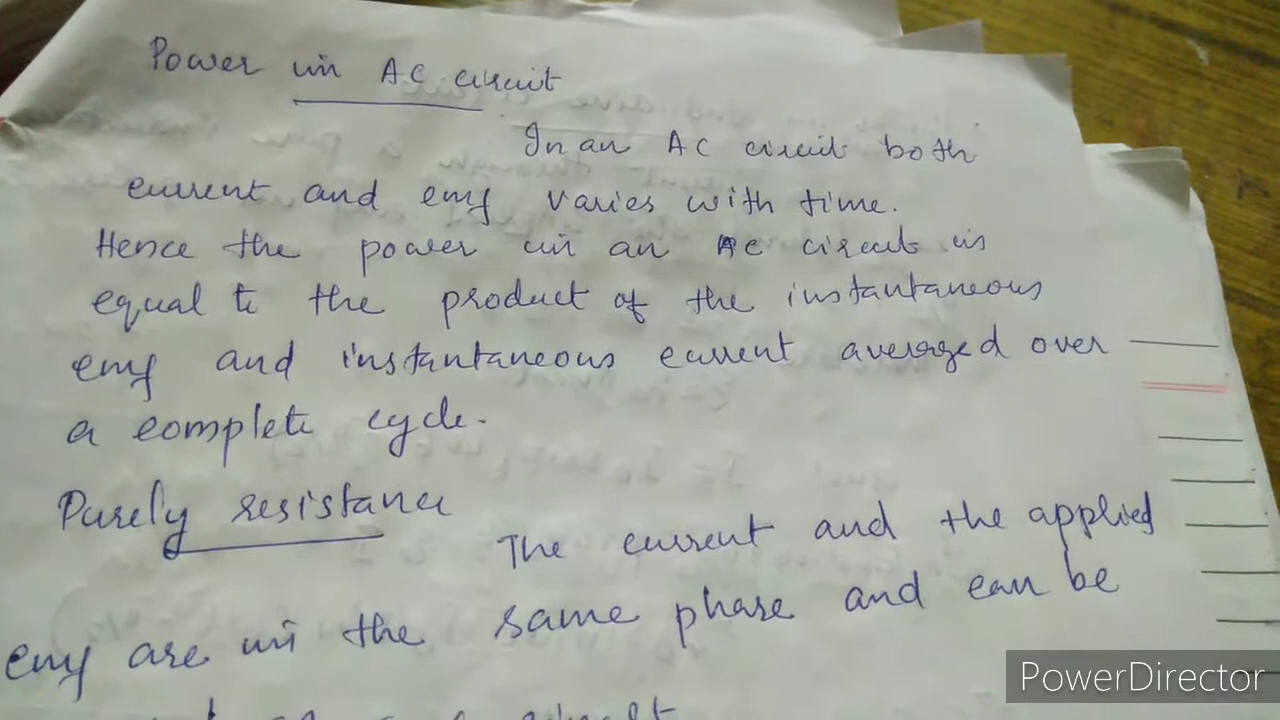 Power in AC circuit
In an AC circuit both
current and emf varies with time.
Hence the power in an AC circuit is
equal to the product of the instantaneous
emf and instantaneous current averaged over
a complete cycle.
Purely resistance
The current and the applied
emf are in the same phase and can be
PowerDirector